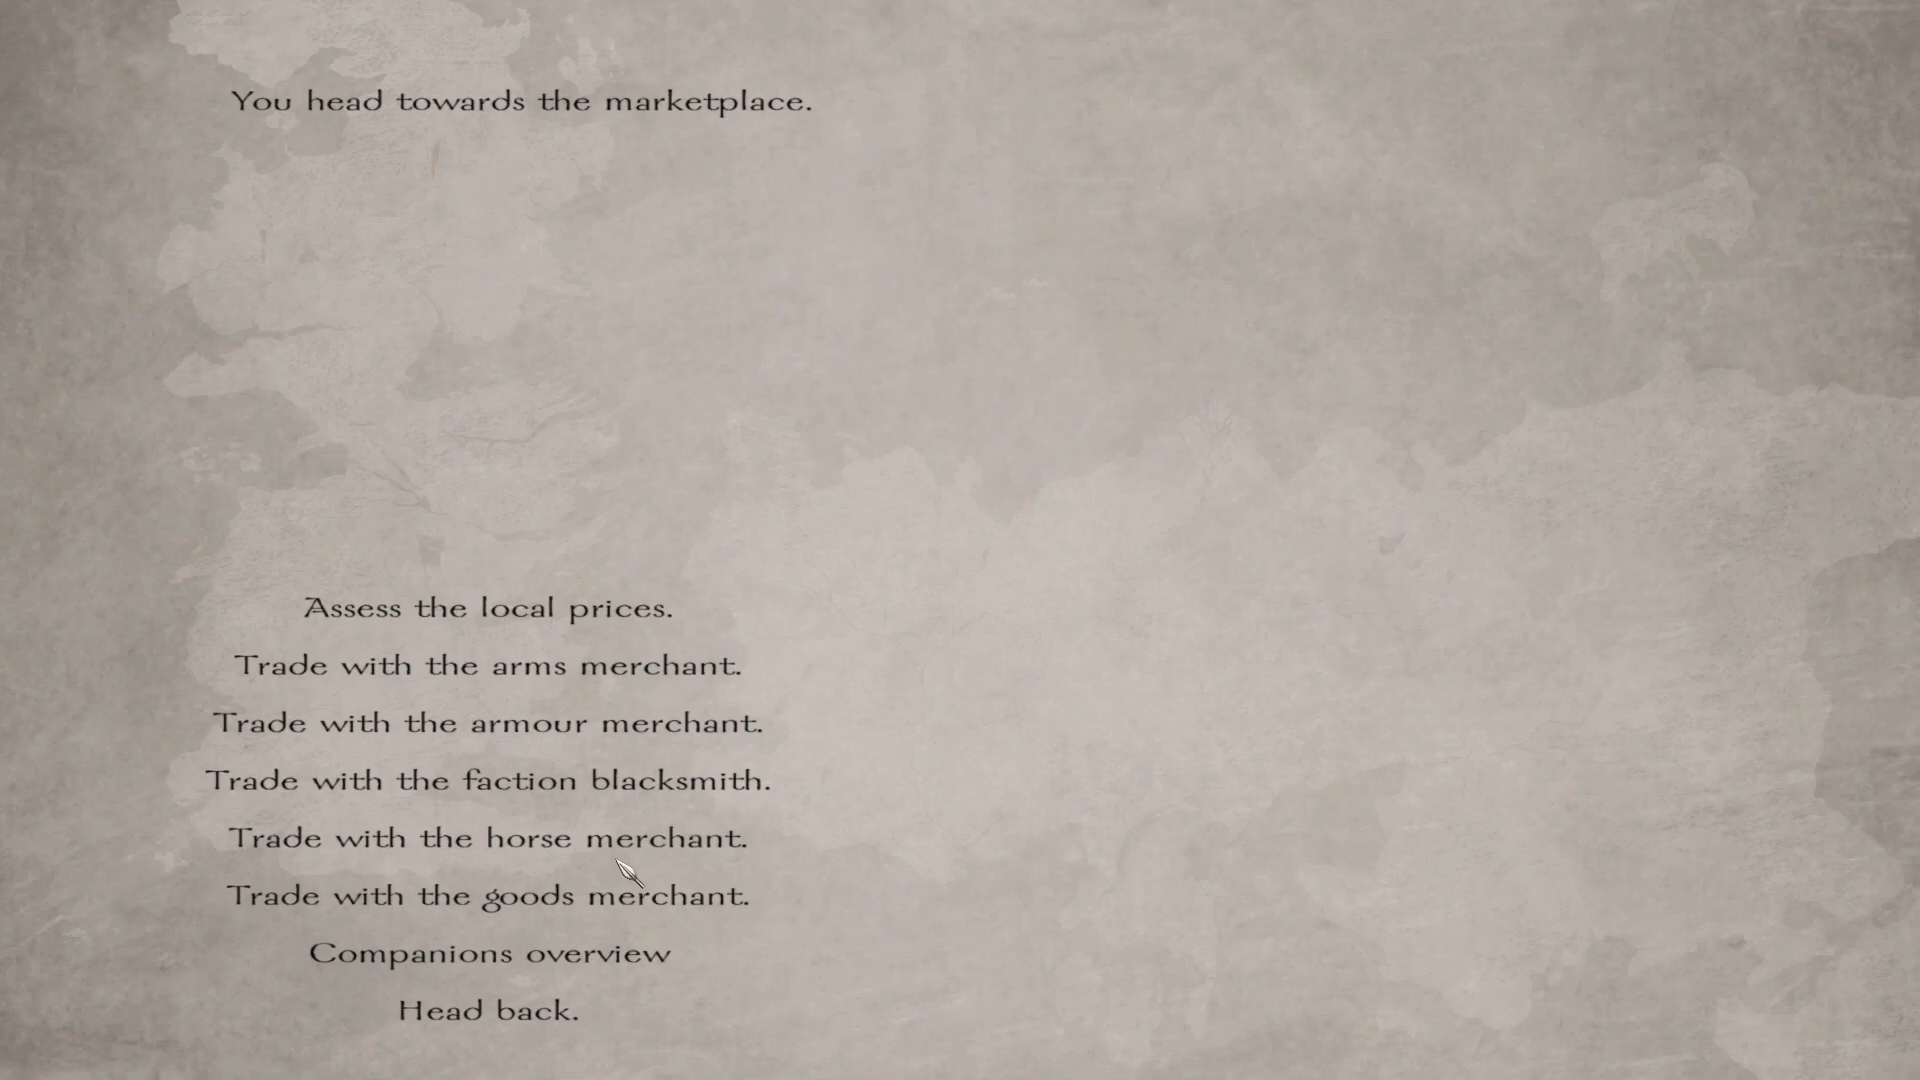 You head towards the marketplace.
Assess the local prices.
Trade with the arms merchant.
Trade with the armour merchant.
Trade with the faction blacksmith.
Trade with the horse merchant.
Trade with the goods merchant.
Companions overview
Head back.